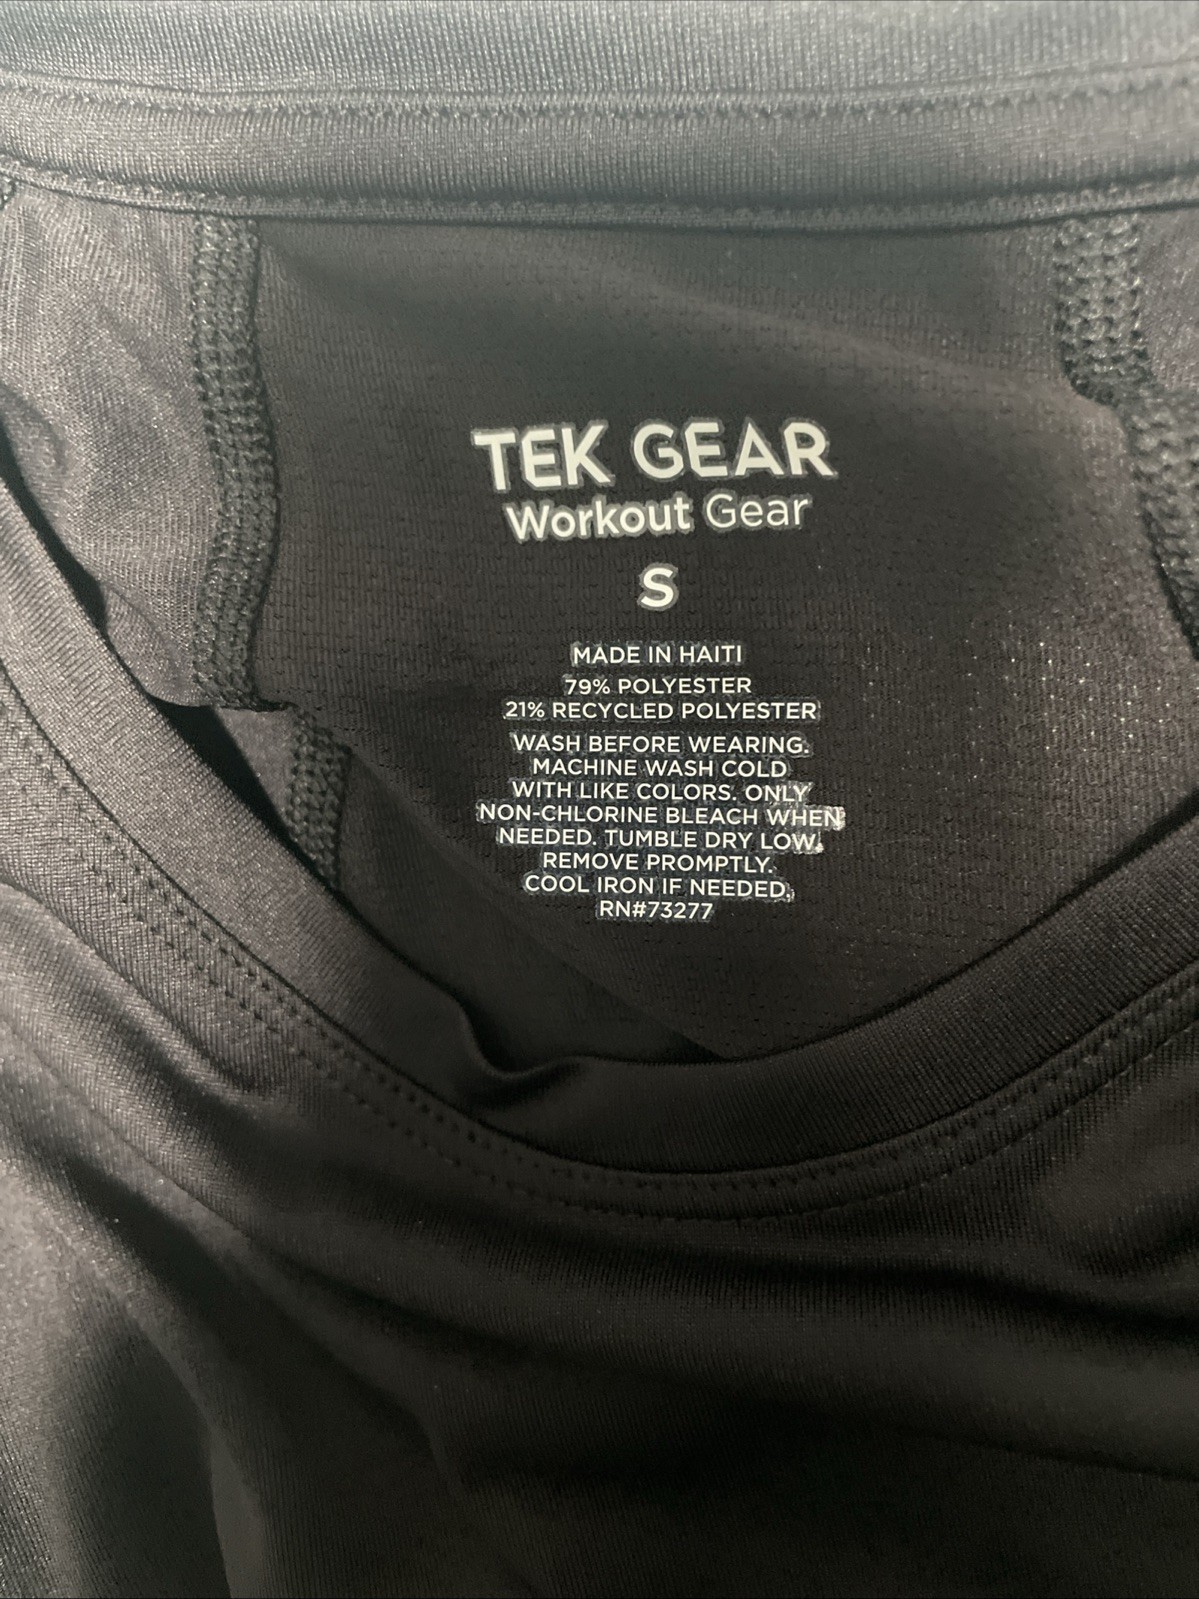 TEK GEAR
Workout Gear
S
MADE IN HAITI
79% POLYESTER
21% RECYCLED POLYESTER
WASH BEFORE WEARING.
MACHINE WASH COLD
WITH LIKE COLORS. ONLY
NON-CHLORINE BLEACH WHEN
NEEDED. TUMBLE DRY LOW.
REMOVE PROMPTLY.
COOL IRON IF NEEDED.
RN#73277